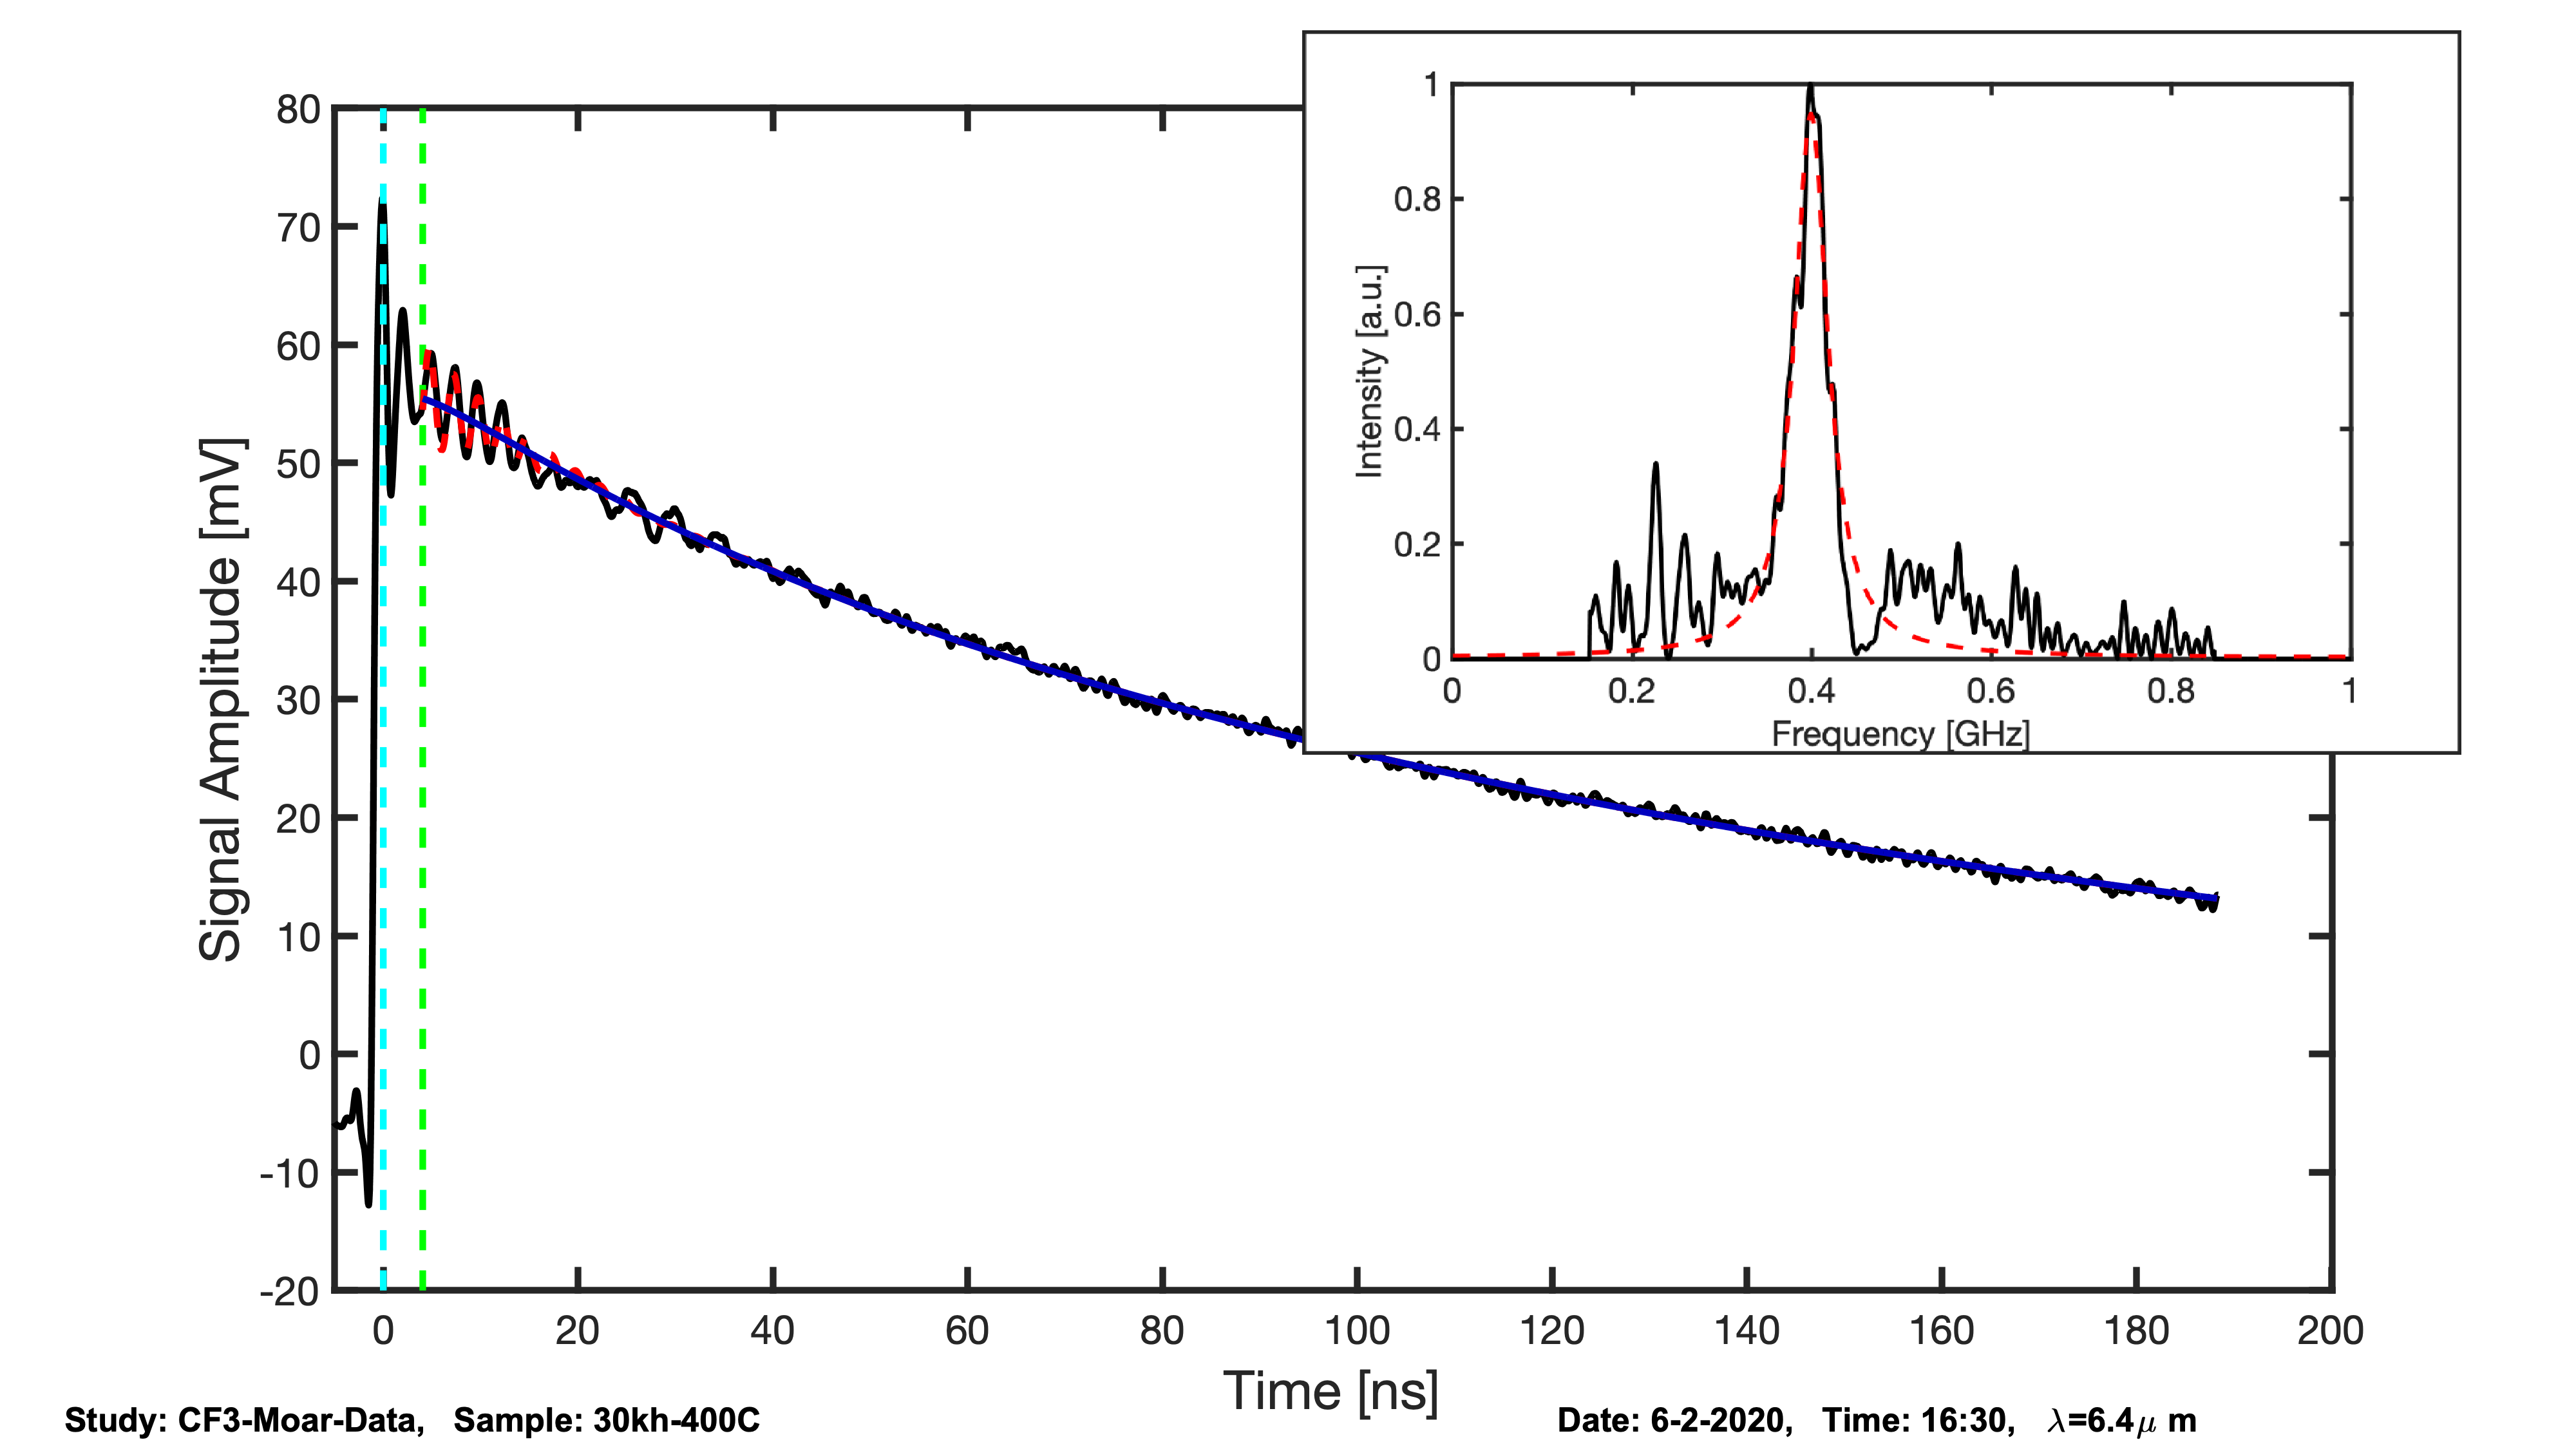 80
70
60
50
40
30
20
10
0
-10
-20
Signal Amplitude [mV]
0 20 40 60 80 100 120 140 160 180 200
Time [ns]
1
0.8
0.6
0.4
0.2
0
Intensity [a.u.]
0 0.2 0.4 0.6 0.8 1
Frequency [GHz]
Study: CF3-Moar-Data, Sample: 30kh-400C
Date: 6-2-2020, Time: 16:30, λ=6.4μ m